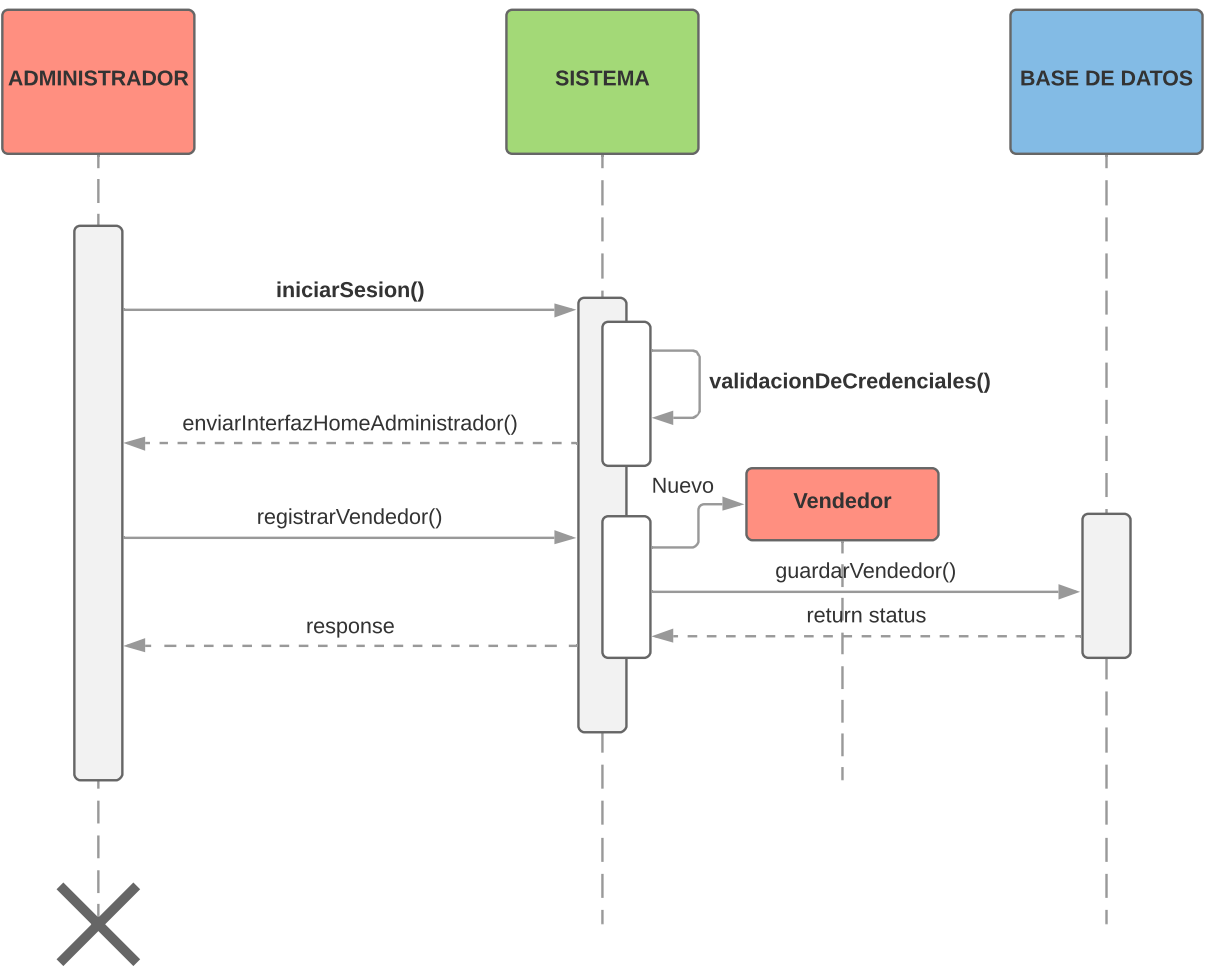 ADMINISTRADOR
SISTEMA
BASE DE DATOS
iniciarSesion()
validacionDeCredenciales()
enviarInterfazHomeAdministrador()
Nuevo
Vendedor
registrarVendedor()
guardarVendedor()
return status
response